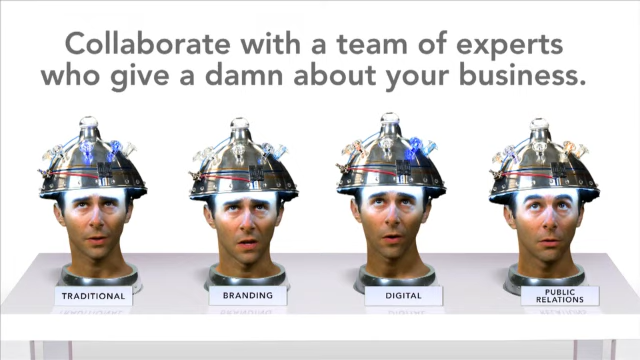 Collaborate with a team of experts
who give a damn about your business.
TRADITIONAL
BRANDING
DIGITAL
PUBLIC
RELATIONS